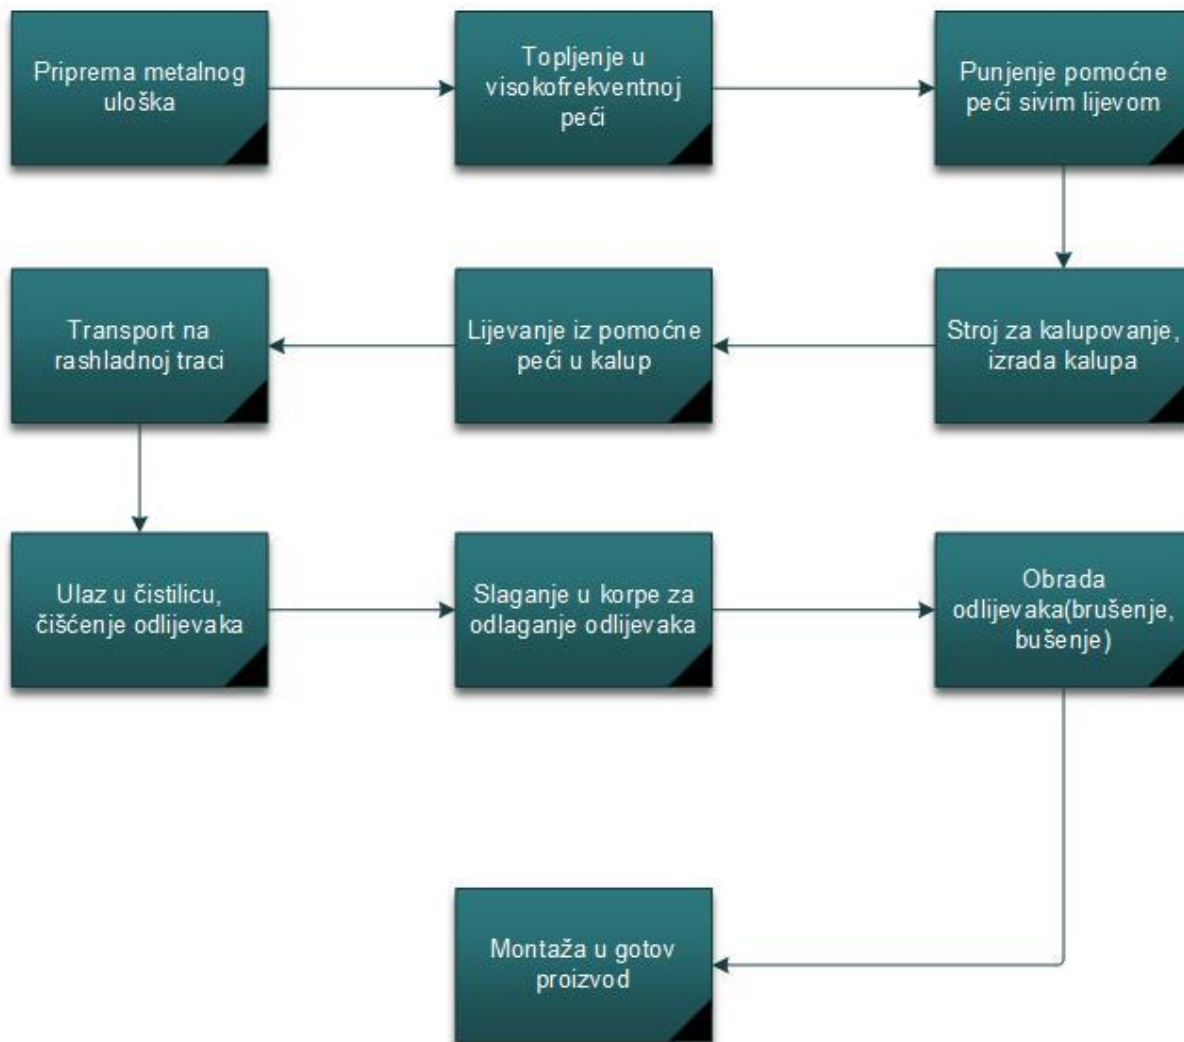 Priprema metalnog
uloška
Topljenje u
visokofrekventnoj
peći
Punjenje pomoćne
peći sivim lijevom
Stroj za kalupovanje,
izrada kalupa
Lijevanje iz pomoćne
peći u kalup
Transport na
rashladnoj traci
Ulaz u čistilicu,
čišćenje odlijevaka
Slaganje u korpe za
odlaganje odlijevaka
Obrada
odlijevaka(brušenje,
bušenje)
Montaža u gotov
proizvod